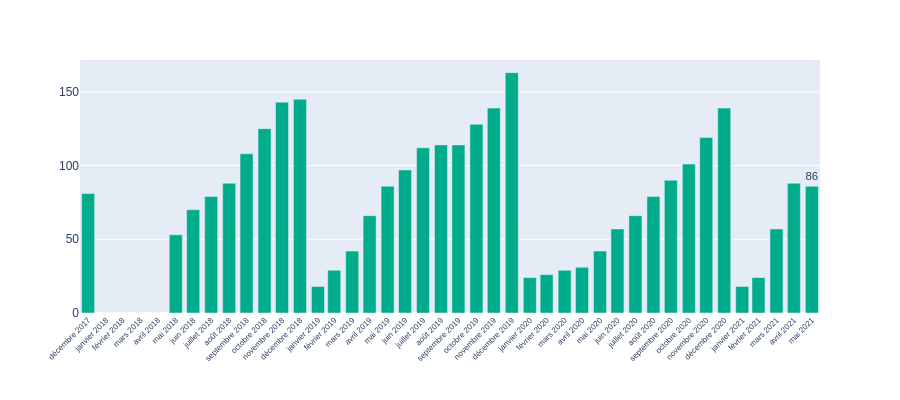 150
100
50
0
86
décembre 2017
janvier 2018
février 2018
mars 2018
avril 2018
mai 2018
juin 2018
juillet 2018
août 2018
septembre 2018
octobre 2018
novembre 2018
décembre 2018
janvier 2019
février 2019
mars 2019
avril 2019
mai 2019
juin 2019
juillet 2019
août 2019
septembre 2019
octobre 2019
novembre 2019
décembre 2019
janvier 2020
février 2020
mars 2020
avril 2020
mai 2020
juin 2020
juillet 2020
août 2020
septembre 2020
octobre 2020
novembre 2020
décembre 2020
janvier 2021
février 2021
mars 2021
avril 2021
mai 2021